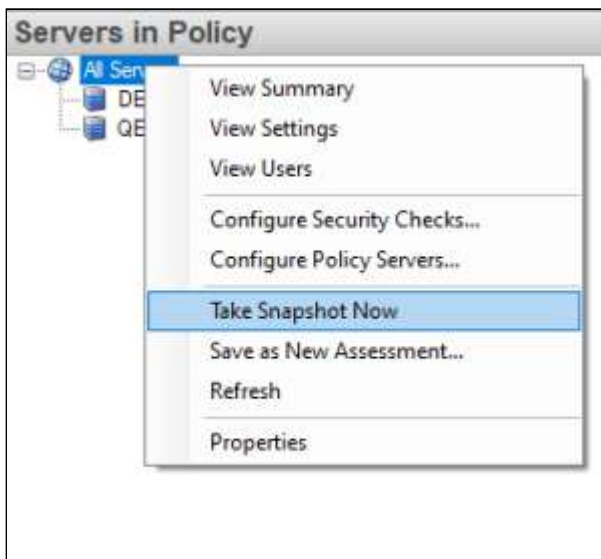 Servers in Policy
All Ser
DE
QE
View Summary
View Settings
View Users
Configure Security Checks...
Configure Policy Servers...
Take Snapshot Now
Save as New Assessment...
Refresh
Properties